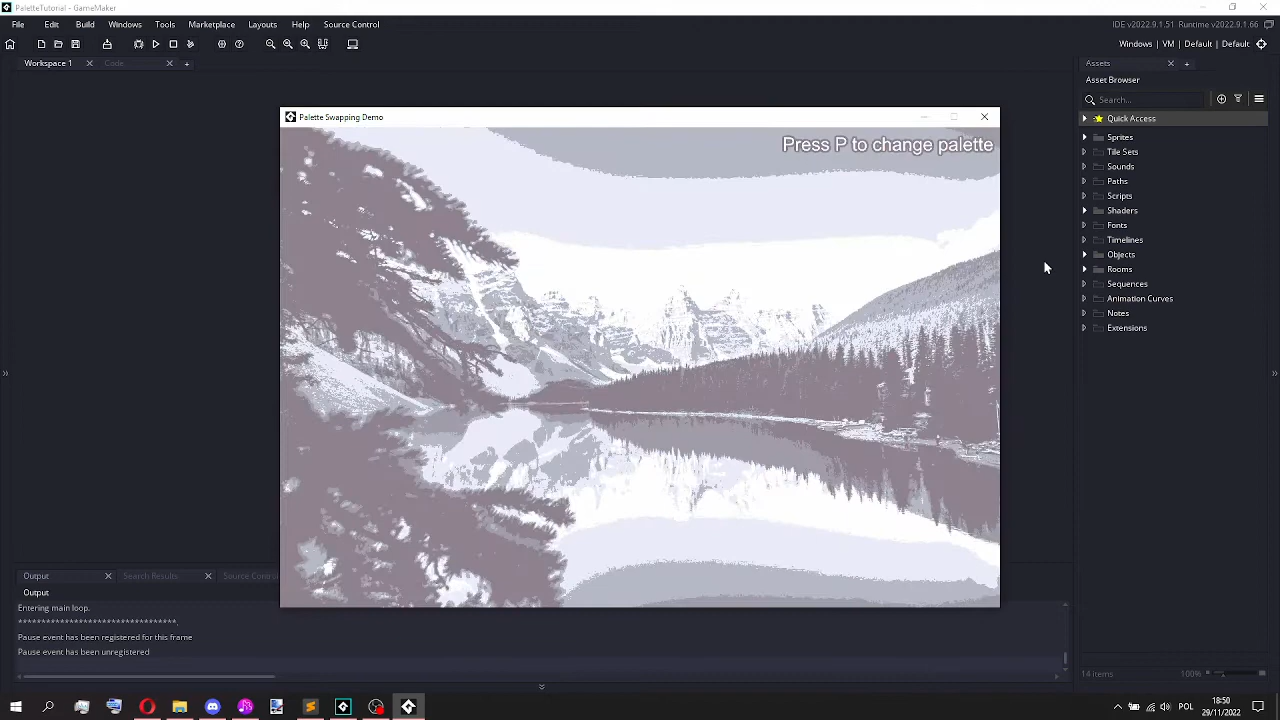 PaletteTutorial - GameMaker
File Edit Build Windows Tools Marketplace Layouts Help Source Control
IDE v2022.9.1.51 Runtime v2022.9.1.66
Windows | VM | Default | Default
Workspace 1
Code
Assets
Asset Browser
Search...
Quick Access
Sprites
Tile Sets
Sounds
Paths
Scripts
Shaders
Fonts
Timelines
Objects
Rooms
Sequences
Animation Curves
Notes
Extensions
14 items
100%
Palette Swapping Demo
Press P to change palette
Output
Search Results
Source Control
Output
Entering main loop.
Pause event has been registered for this frame
Pause event has been unregistered
POL
18:50
29/11/2022